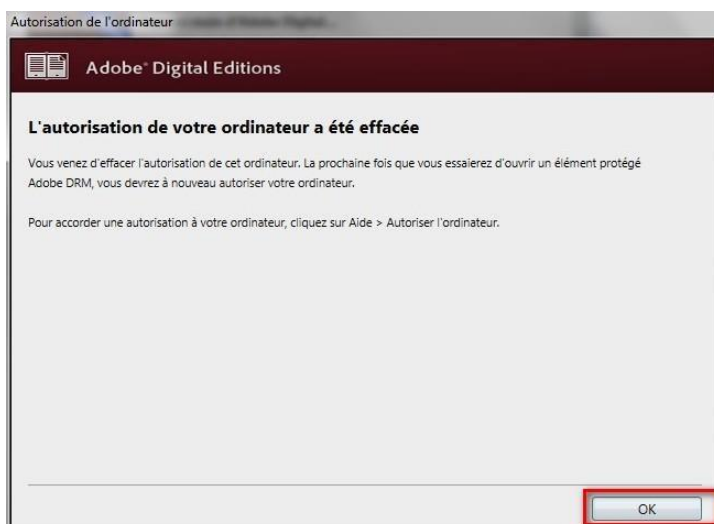 Autorisation de l'ordinateur
Adobe® Digital Editions
L'autorisation de votre ordinateur a été effacée
Vous venez d'effacer l'autorisation de cet ordinateur. La prochaine fois que vous essaierez d'ouvrir un élément protégé
Adobe DRM, vous devrez à nouveau autoriser votre ordinateur.
Pour accorder une autorisation à votre ordinateur, cliquez sur Aide > Autoriser l'ordinateur.
OK